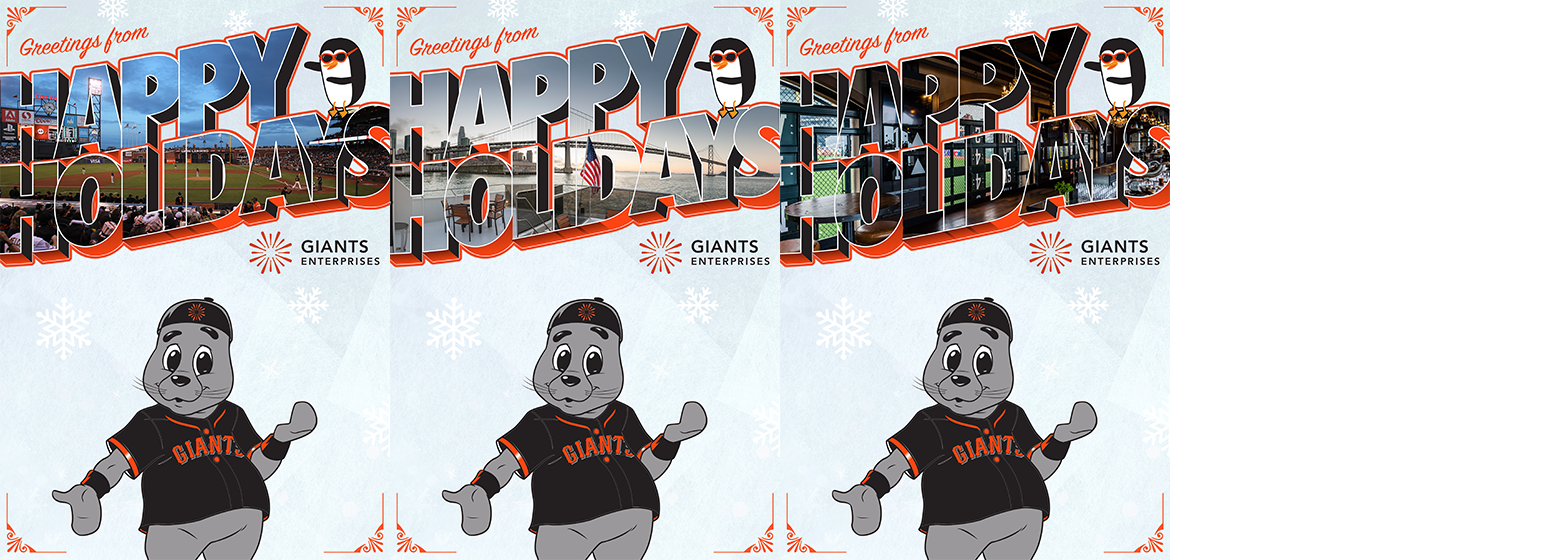 Greetings from
HAPPY
HOLIDAYS
VISA
GIANTS
ENTERPRISES
GIANTS
Greetings from
HAPPY
HOLIDAYS
GIANTS
ENTERPRISES
GIANTS
Greetings from
HAPPY
HOLIDAYS
GIANTS
ENTERPRISES
GIANTS